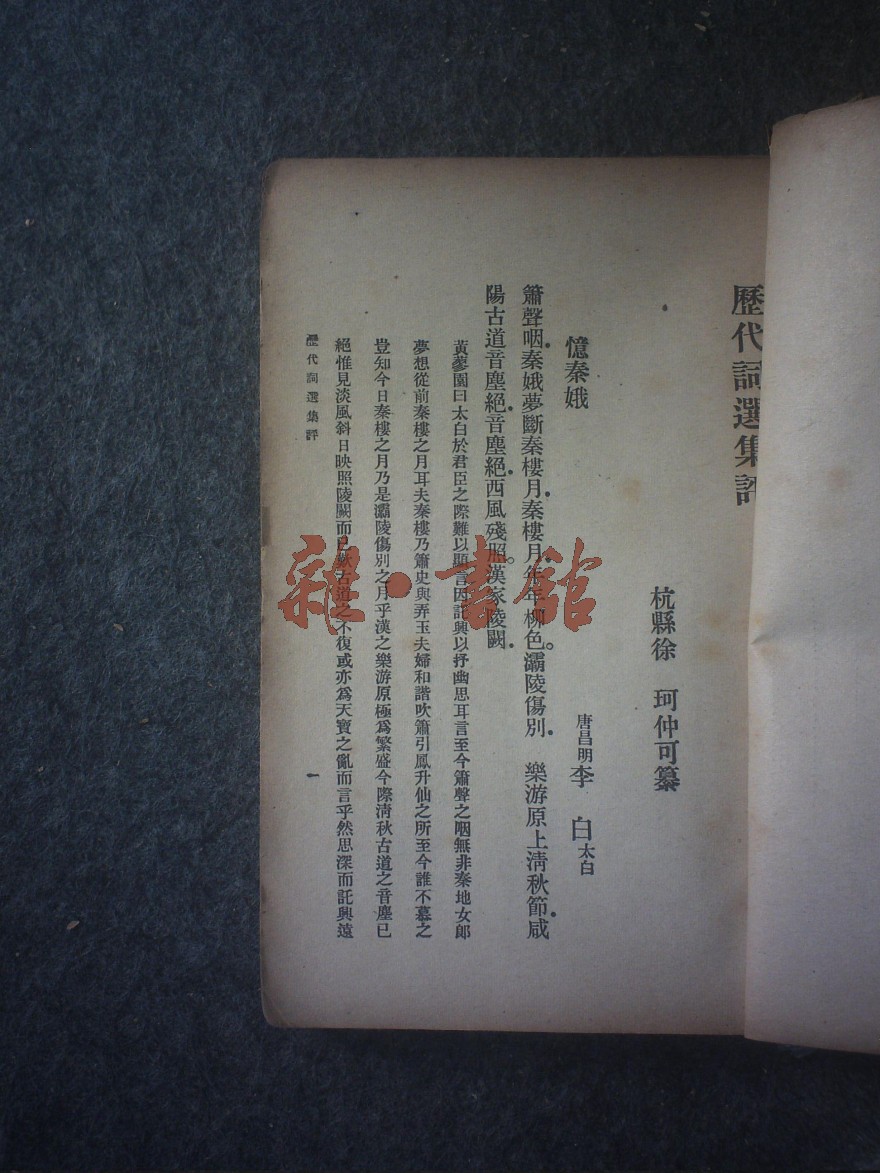 歷代詞選集評
杭縣徐　珂仲可纂
憶秦娥　唐昌明李　白太白
簫聲咽.秦娥夢斷秦樓月.秦樓月.年年柳色。灞陵傷別.　樂游原上淸秋節.咸
陽古道音塵絕.音塵絕.西風殘照。漢家陵闕.
黃蓼園曰太白於君臣之際難以顯言因託興以抒幽思耳言至今簫聲之咽無非秦地女郞
夢想從前秦樓之月耳夫秦樓乃簫史與弄玉夫婦和諧吹簫引鳳升仙之所至今誰不慕之
豈知今日秦樓之月乃是灞陵傷別之月乎漢之樂游原極爲繁盛今際淸秋古道之音塵已
絕惟見淡風斜日映照陵闕而已歎古道之不復或亦爲天寶之亂而言乎然思深而託興遠
歷代詞選集評　一
雜·書館